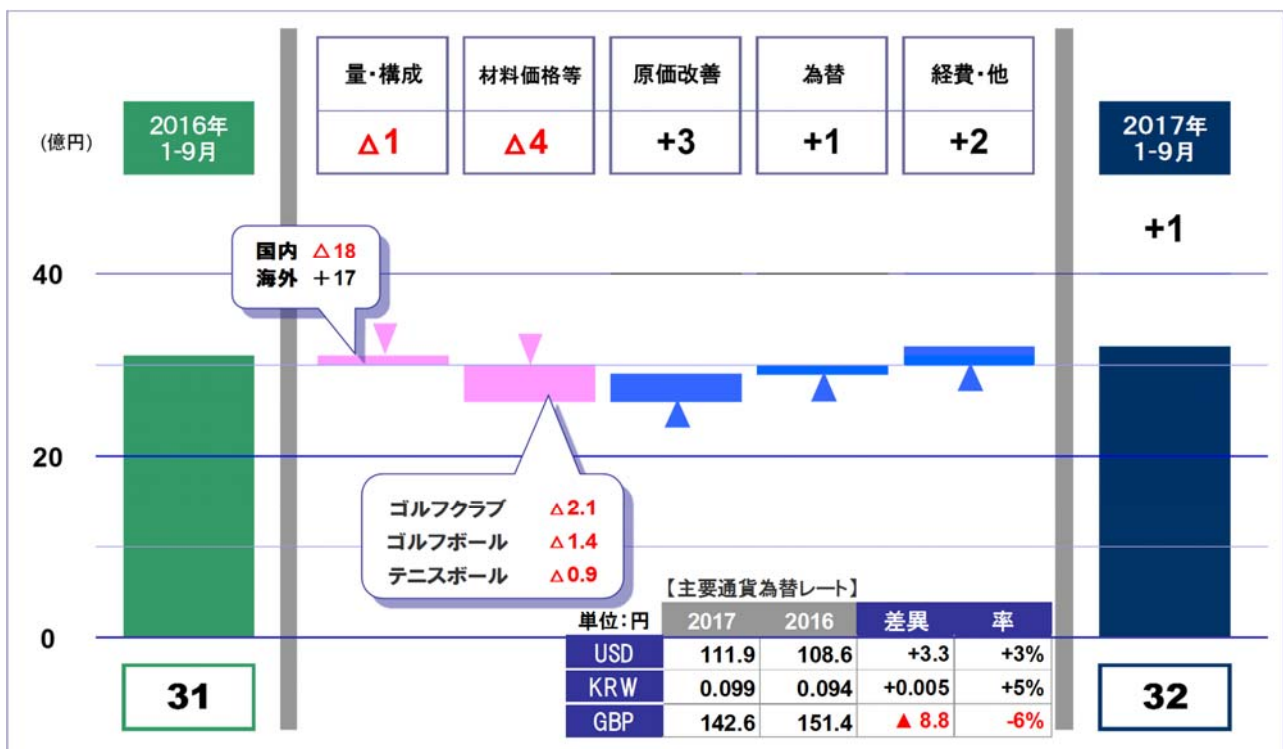 (億円)
2016年
1-9月
量・構成
△1
材料価格等
△4
原価改善
+3
為替
+1
経費・他
+2
2017年
1-9月
+1
国内 △18
海外 +17
40
20
0
ゴルフクラブ △2.1
ゴルフボール △1.4
テニスボール △0.9
【主要通貨為替レート】
単位:円 2017 2016 差異 率
USD 111.9 108.6 +3.3 +3%
KRW 0.099 0.094 +0.005 +5%
GBP 142.6 151.4 ▲ 8.8 -6%
31
32